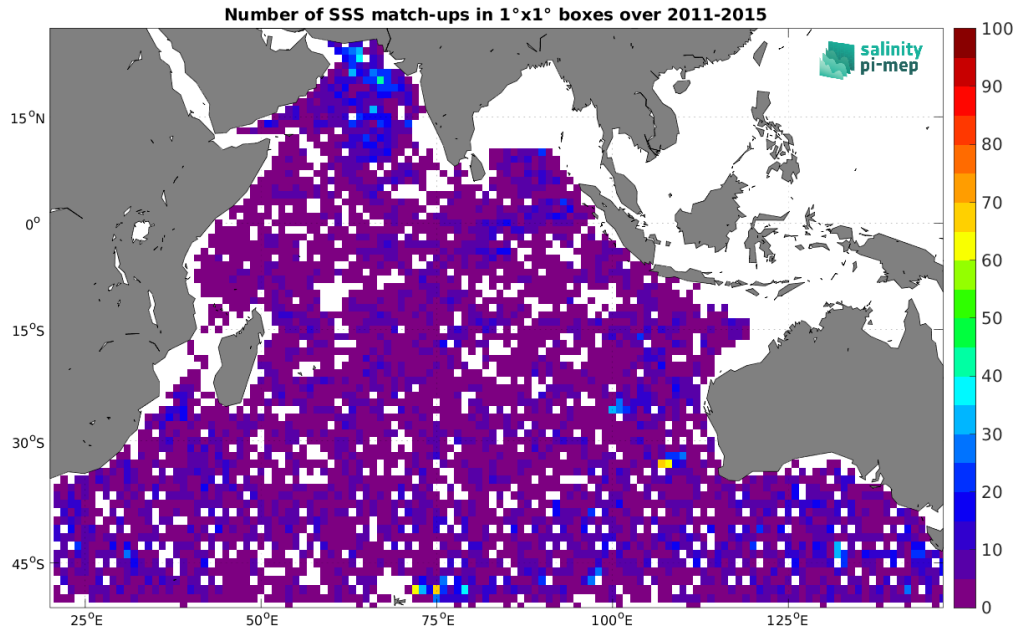 Number of SSS match-ups in 1°x1° boxes over 2011-2015
salinity
pi-mep
100
90
80
70
60
50
40
30
20
10
0
15°N
0°
15°S
30°S
45°S
25°E
50°E
75°E
100°E
125°E